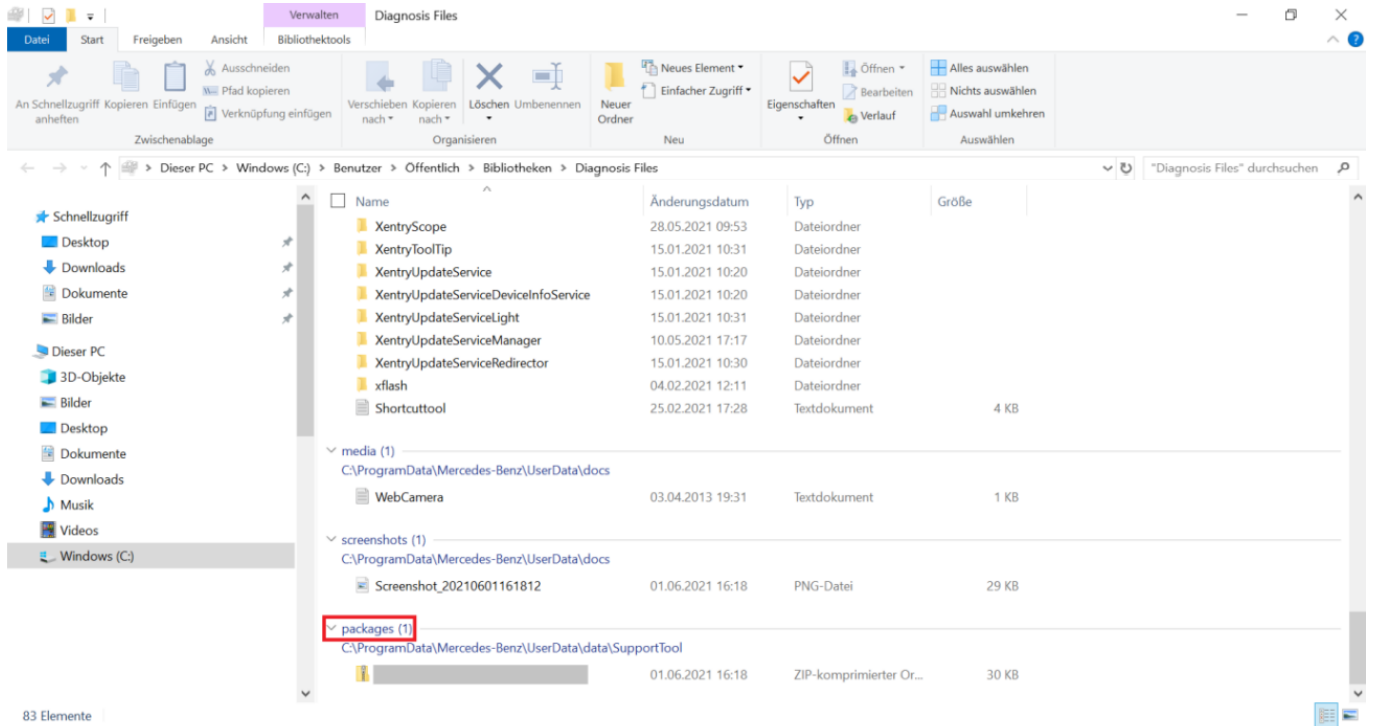 Verwalten
Diagnosis Files
Datei
Start
Freigeben
Ansicht
Bibliothektools
An Schnellzugriff anheften
Kopieren
Einfügen
Ausschneiden
Pfad kopieren
Verknüpfung einfügen
Zwischenablage
Verschieben nach
Kopieren nach
Löschen
Umbenennen
Organisieren
Neuer Ordner
Neues Element
Einfacher Zugriff
Neu
Eigenschaften
Öffnen
Bearbeiten
Verlauf
Öffnen
Alles auswählen
Nichts auswählen
Auswahl umkehren
Auswählen
Dieser PC > Windows (C:) > Benutzer > Öffentlich > Bibliotheken > Diagnosis Files
"Diagnosis Files" durchsuchen
Schnellzugriff
Desktop
Downloads
Dokumente
Bilder
Dieser PC
3D-Objekte
Bilder
Desktop
Dokumente
Downloads
Musik
Videos
Windows (C:)
Name Änderungsdatum Typ Größe
XentryScope 28.05.2021 09:53 Dateiordner
XentryToolTip 15.01.2021 10:31 Dateiordner
XentryUpdateService 15.01.2021 10:20 Dateiordner
XentryUpdateServiceDeviceInfoService 15.01.2021 10:20 Dateiordner
XentryUpdateServiceLight 15.01.2021 10:31 Dateiordner
XentryUpdateServiceManager 10.05.2021 17:17 Dateiordner
XentryUpdateServiceRedirector 15.01.2021 10:30 Dateiordner
xflash 04.02.2021 12:11 Dateiordner
Shortcuttool 25.02.2021 17:28 Textdokument 4 KB
media (1)
C:\ProgramData\Mercedes-Benz\UserData\docs
WebCamera 03.04.2013 19:31 Textdokument 1 KB
screenshots (1)
C:\ProgramData\Mercedes-Benz\UserData\docs
Screenshot_20210601161812 01.06.2021 16:18 PNG-Datei 29 KB
packages (1)
C:\ProgramData\Mercedes-Benz\UserData\data\SupportTool
01.06.2021 16:18 ZIP-komprimierter Or... 30 KB
83 Elemente